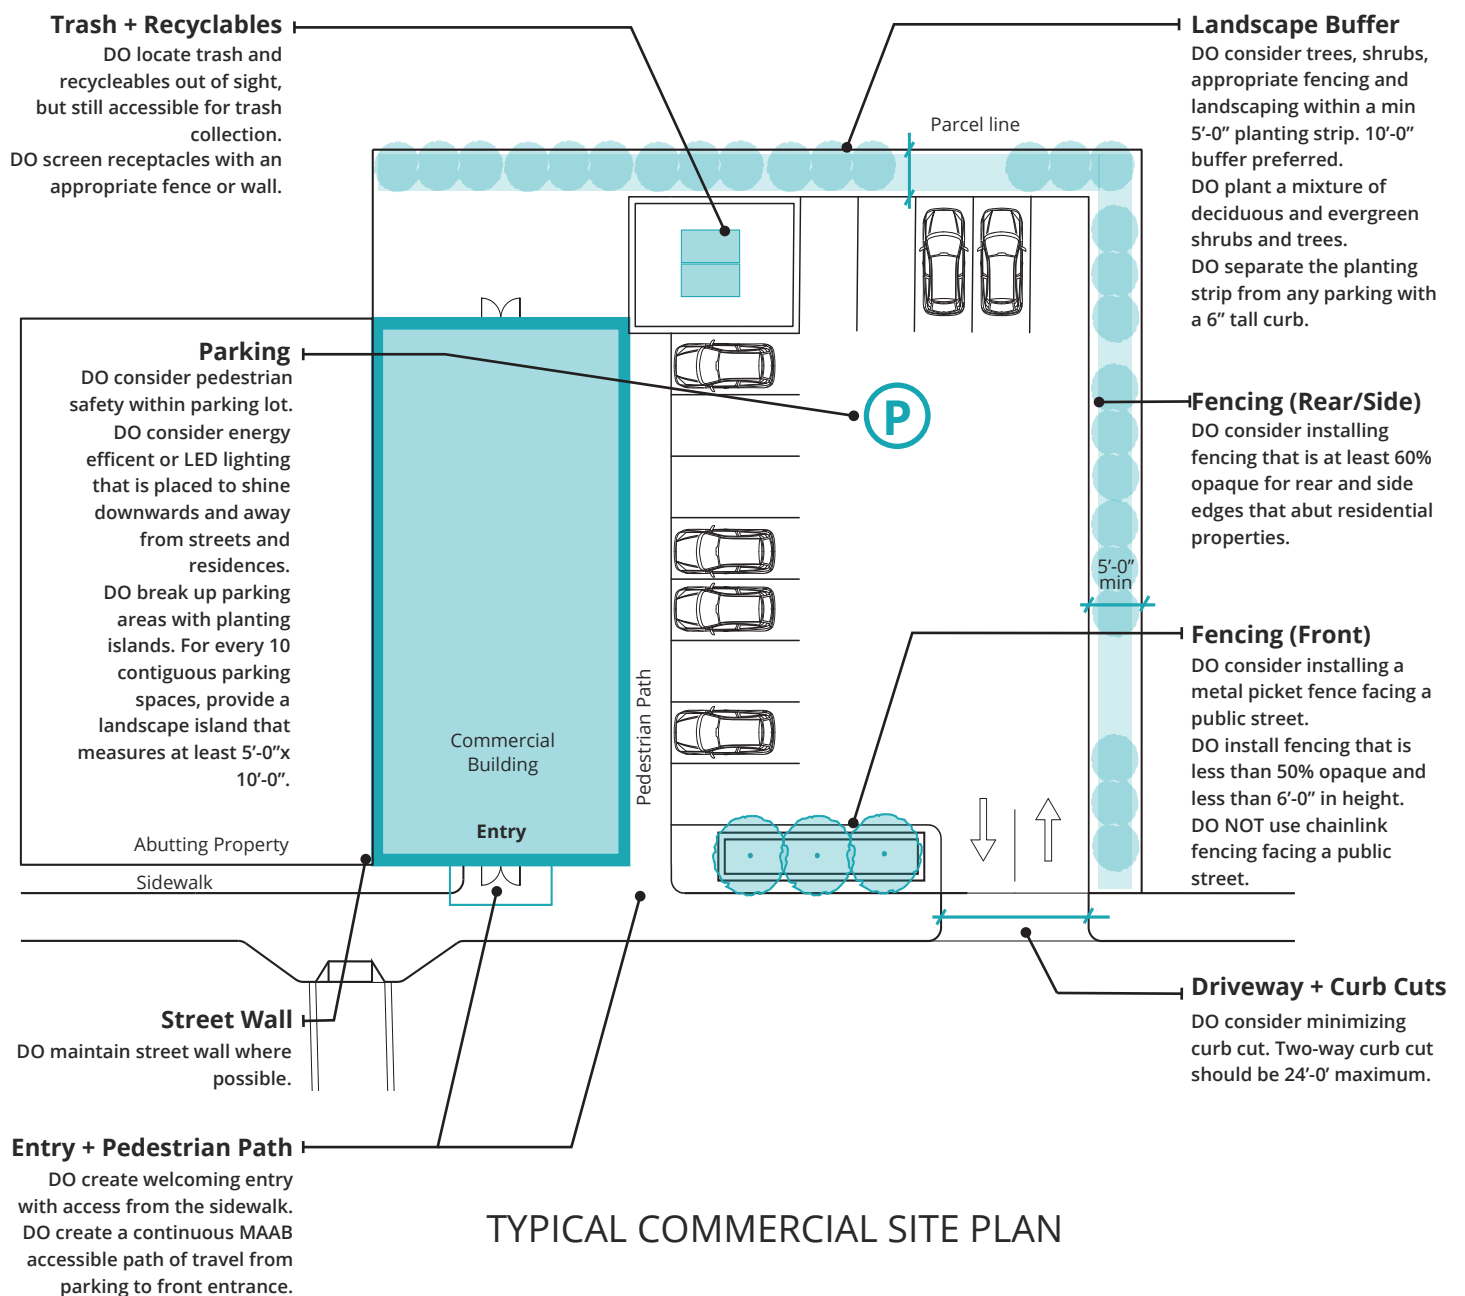 Trash + Recyclables
DO locate trash and
recycleables out of sight,
but still accessible for trash
collection.
DO screen receptacles with an
appropriate fence or wall.
Landscape Buffer
DO consider trees, shrubs,
appropriate fencing and
landscaping within a min
5’-0” planting strip. 10’-0”
buffer preferred.
DO plant a mixture of
deciduous and evergreen
shrubs and trees.
DO separate the planting
strip from any parking with
a 6” tall curb.
Parcel line
Parking
DO consider pedestrian
safety within parking lot.
DO consider energy
efficent or LED lighting
that is placed to shine
downwards and away
from streets and
residences.
DO break up parking
areas with planting
islands. For every 10
contiguous parking
spaces, provide a
landscape island that
measures at least 5’-0”x
10’-0”.
P
Fencing (Rear/Side)
DO consider installing
fencing that is at least 60%
opaque for rear and side
edges that abut residential
properties.
5’-0”
min
Fencing (Front)
DO consider installing a
metal picket fence facing a
public street.
DO install fencing that is
less than 50% opaque and
less than 6’-0” in height.
DO NOT use chainlink
fencing facing a public
street.
Pedestrian Path
Commercial
Building
Entry
Abutting Property
Sidewalk
Driveway + Curb Cuts
DO consider minimizing
curb cut. Two-way curb cut
should be 24’-0’ maximum.
Street Wall
DO maintain street wall where
possible.
Entry + Pedestrian Path
DO create welcoming entry
with access from the sidewalk.
DO create a continuous MAAB
accessible path of travel from
parking to front entrance.
TYPICAL COMMERCIAL SITE PLAN